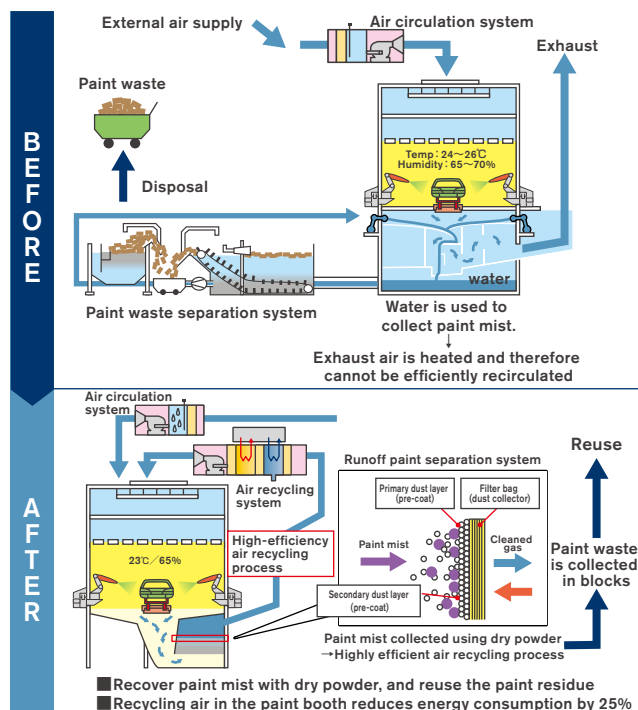 BEFORE
External air supply
Air circulation system
Exhaust
Paint waste
Disposal
Temp：24〜26℃
Humidity：65〜70%
water
Paint waste separation system
Water is used to
collect paint mist.
↓
Exhaust air is heated and therefore
cannot be efficiently recirculated
AFTER
Air circulation
system
Air recycling
system
23℃／65%
High-efficiency
air recycling
process
Runoff paint separation system
Primary dust layer
(pre-coat)
Filter bag
(dust collector)
Paint mist
Cleaned
gas
Secondary dust layer
(pre-coat)
Paint mist collected using dry powder
→Highly efficient air recycling process
Reuse
Paint waste
is collected
in blocks
■Recover paint mist with dry powder, and reuse the paint residue
■Recycling air in the paint booth reduces energy consumption by 25%